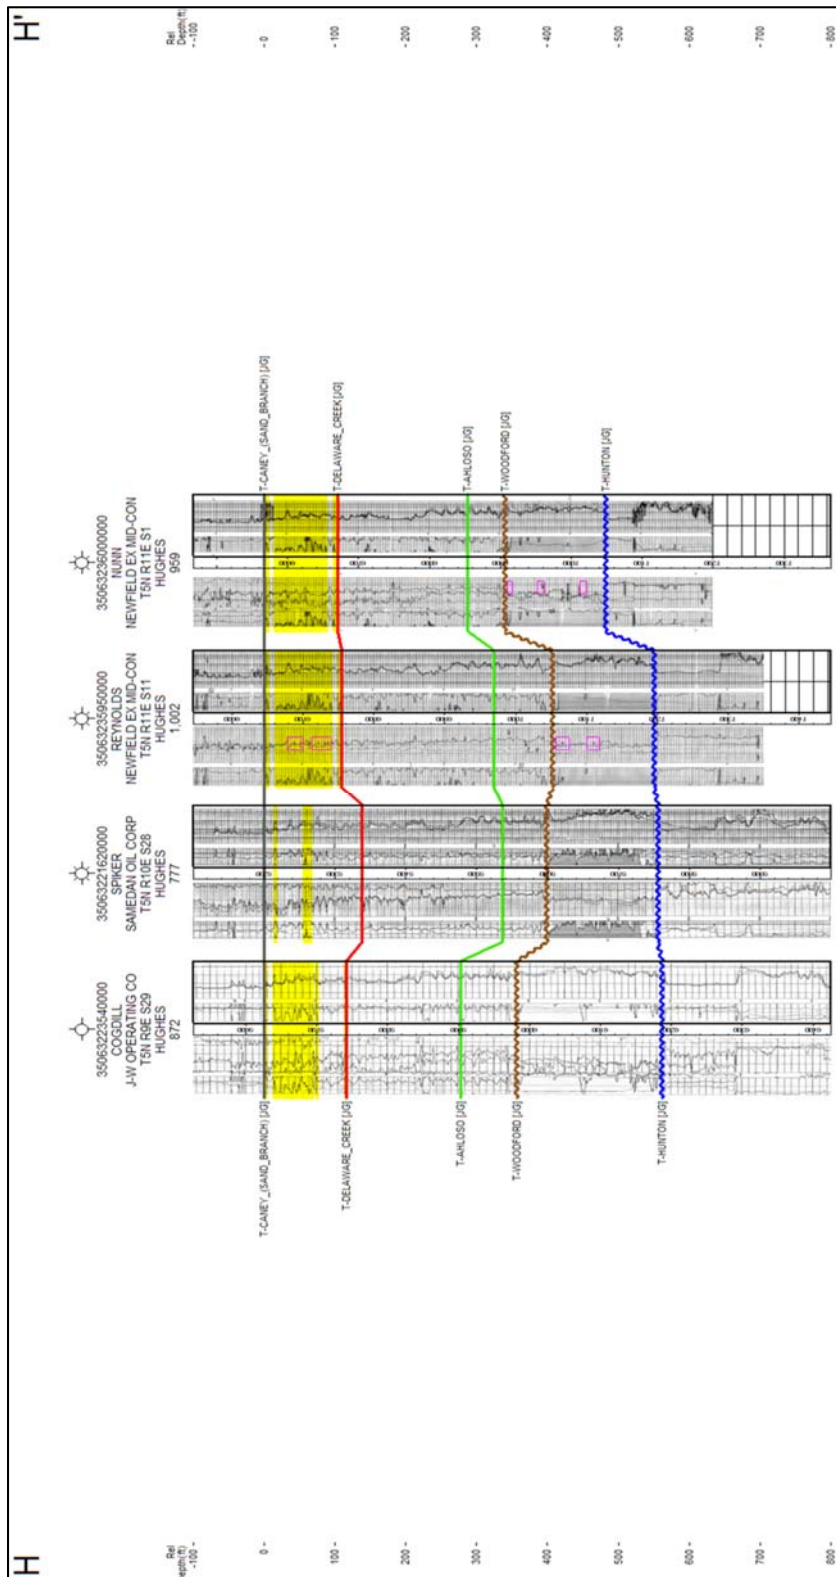 H
H'
Rel
Depth(ft)
-100
0
100
200
300
400
500
600
700
800
35063223540000
COGDILL
J-W OPERATING CO
T5N R9E S29
HUGHES
872
35063221620000
SPIKER
SAMEDAN OIL CORP
T5N R10E S28
HUGHES
777
35063235950000
REYNOLDS
NEWFIELD EX MID-CON
T5N R11E S11
HUGHES
1,002
35063236000000
NUNN
NEWFIELD EX MID-CON
T5N R11E S1
HUGHES
959
Rel
Depth(ft)
-100
0
100
200
300
400
500
600
700
800
T-CANEY_(SAND_BRANCH) [JG]
T-DELAWARE_CREEK [JG]
T-AHLOSO [JG]
T-WOODFORD [JG]
T-HUNTON [JG]
T-CANEY_(SAND_BRANCH) [JG]
T-DELAWARE_CREEK [JG]
T-AHLOSO [JG]
T-WOODFORD [JG]
T-HUNTON [JG]